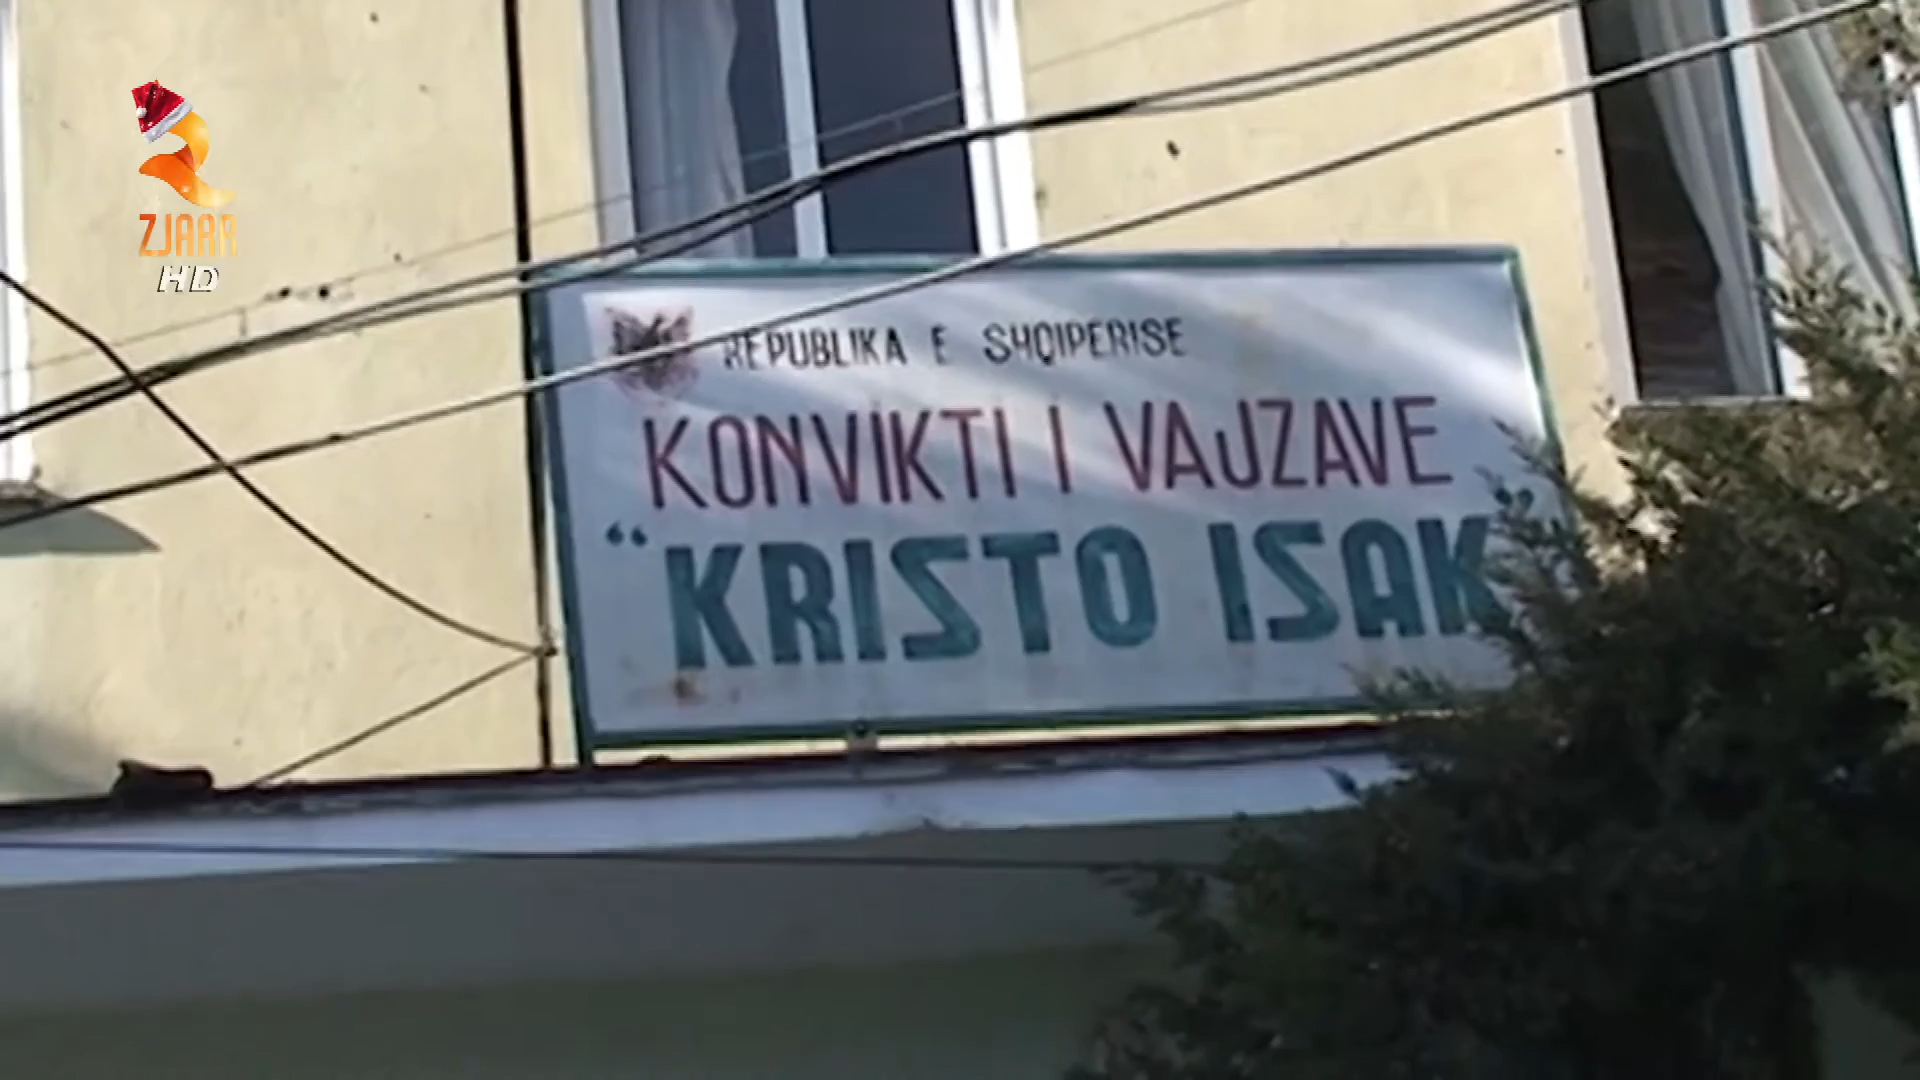 ZJARR
HD
REPUBLIKA E SHQIPERISE
KONVIKTI I VAJZAVE
“KRISTO ISAK”